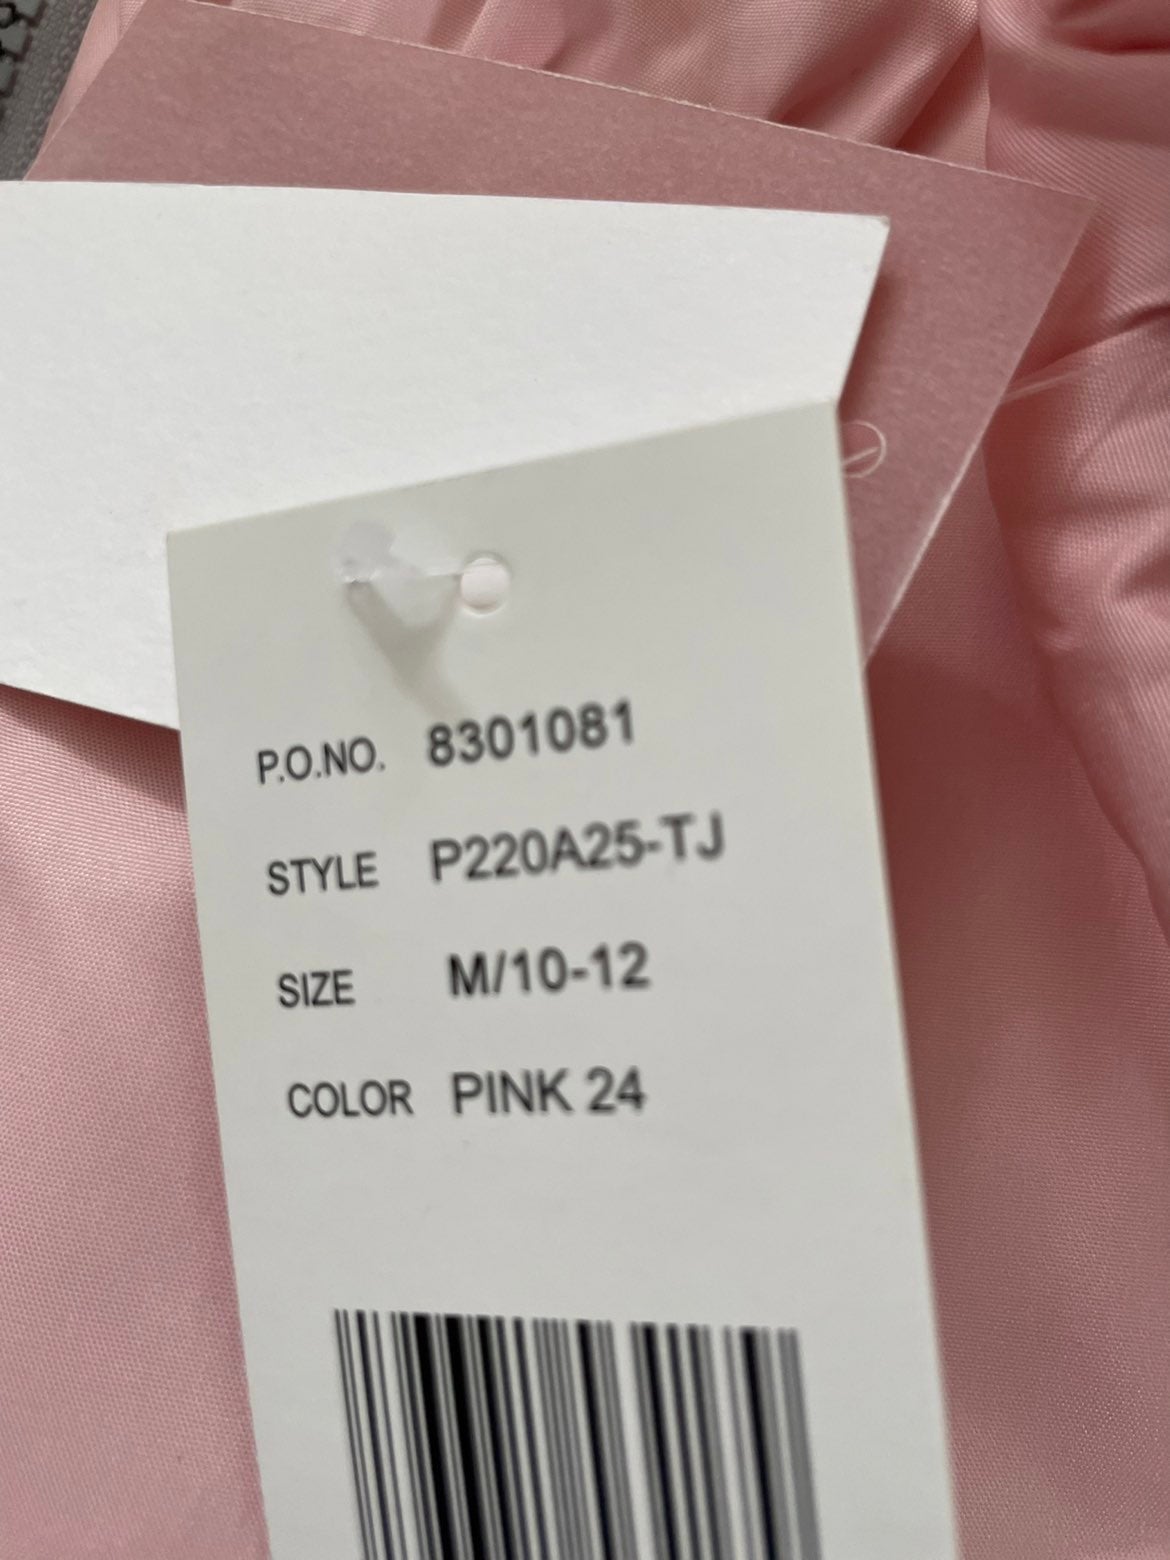 P.O.NO. 8301081
STYLE P220A25-TJ
SIZE M/10-12
COLOR PINK 24